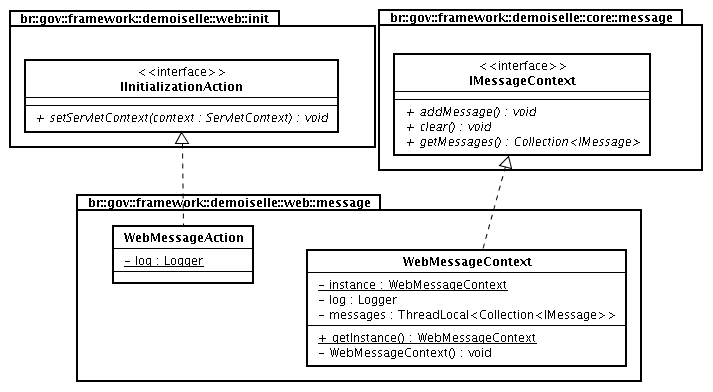 br::gov::framework::demoiselle::web::init
<<interface>>
IInitializationAction
+ setServletContext(context : ServletContext) : void
br::gov::framework::demoiselle::core::message
<<interface>>
IMessageContext
+ addMessage() : void
+ clear() : void
+ getMessages() : Collection<IMessage>
br::gov::framework::demoiselle::web::message
WebMessageAction
- log : Logger
WebMessageContext
- instance : WebMessageContext
- log : Logger
- messages : ThreadLocal<Collection<IMessage>>
+ getInstance() : WebMessageContext
- WebMessageContext() : void